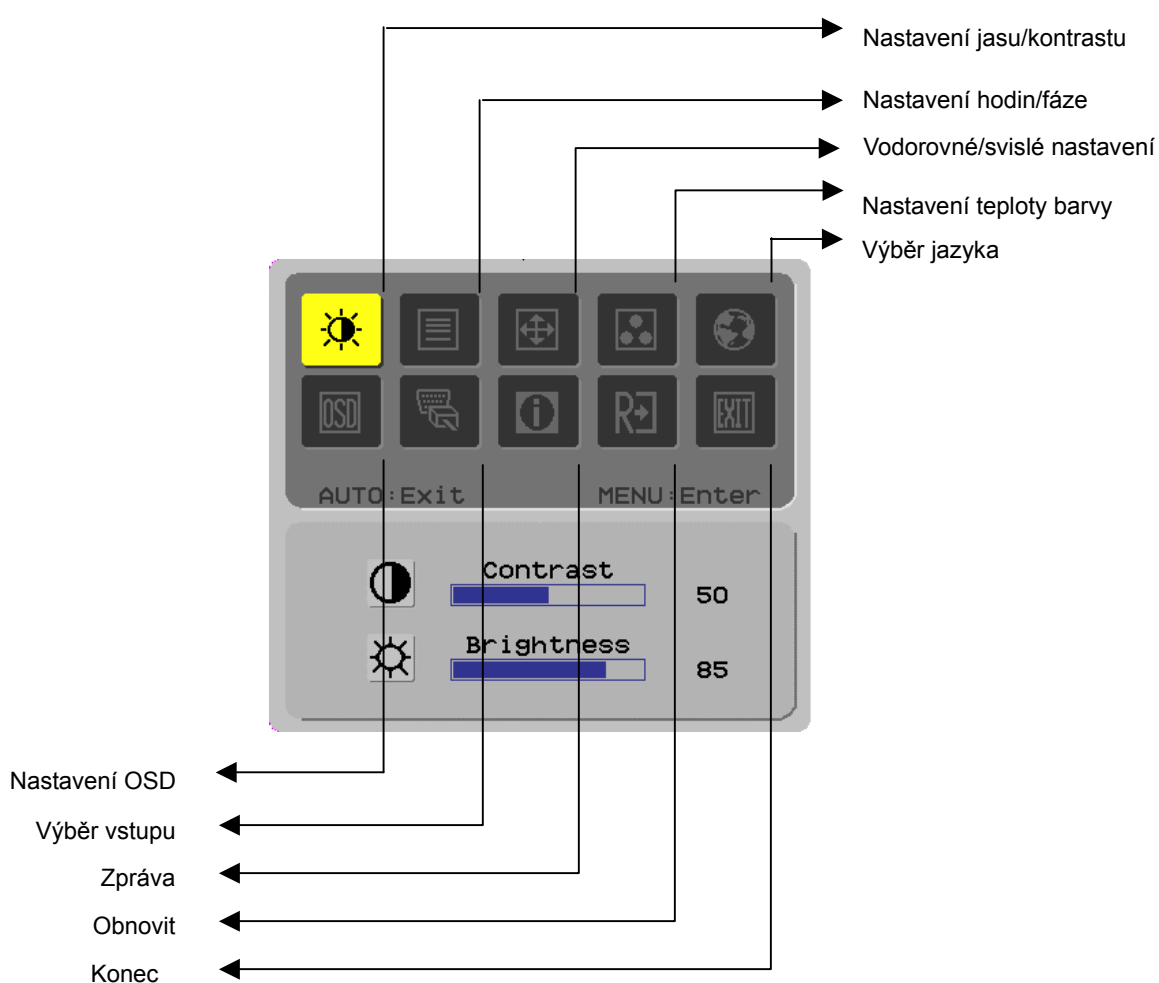 Nastavení jasu/kontrastu
Nastavení hodin/fáze
Vodorovné/svislé nastavení
Nastavení teploty barvy
Výběr jazyka
OSD
R
EXIT
AUTO:Exit MENU:Enter
Contrast
50
Brightness
85
Nastavení OSD
Výběr vstupu
Zpráva
Obnovit
Konec